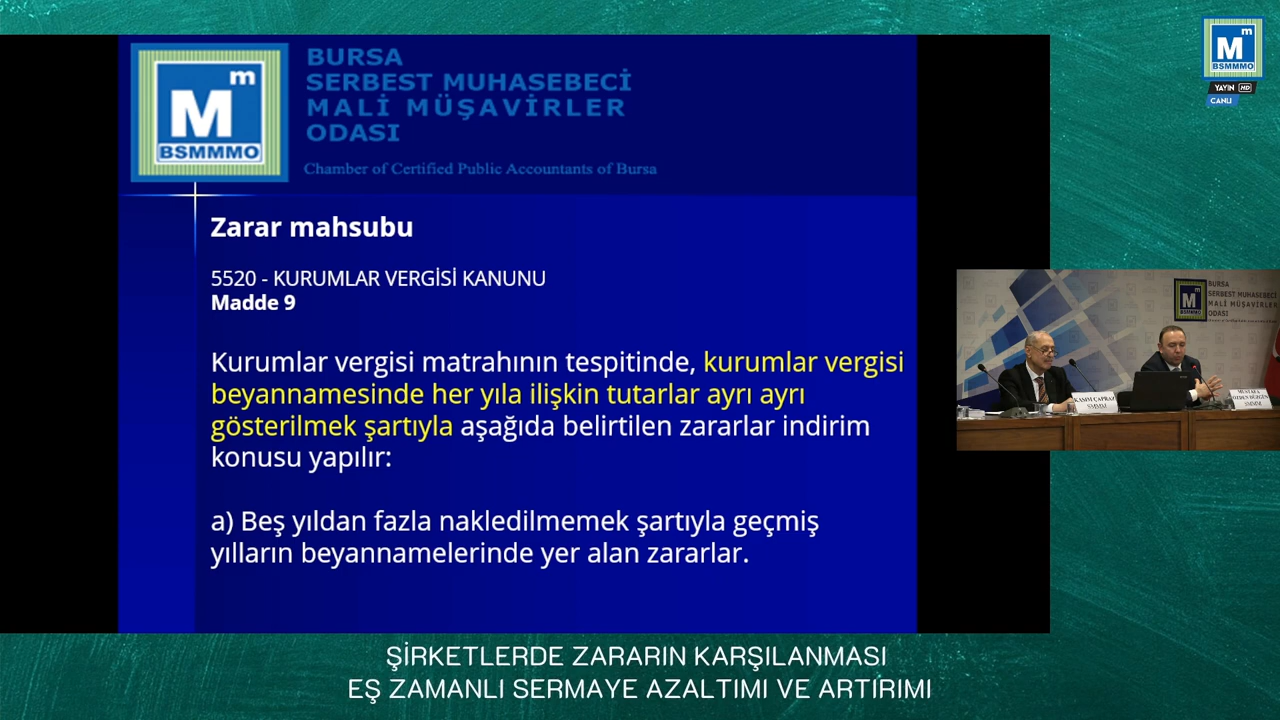 BURSA
SERBEST MUHASEBECİ
MALİ MÜŞAVİRLER
ODASI
Chamber of Certified Public Accountants of Bursa
M m
BSMMMO
Zarar mahsubu
5520 - KURUMLAR VERGİSİ KANUNU
Madde 9
Kurumlar vergisi matrahının tespitinde, kurumlar vergisi
beyannamesinde her yıla ilişkin tutarlar ayrı ayrı
gösterilmek şartıyla aşağıda belirtilen zararlar indirim
konusu yapılır:
a) Beş yıldan fazla nakledilmemek şartıyla geçmiş
yılların beyannamelerinde yer alan zararlar.
M m
BSMMMO
YAYIN HD
CANLI
BURSA
SERBEST MUHASEBECİ
MALİ MÜŞAVİRLER
ODASI
SMMM
SMMM
ŞİRKETLERDE ZARARIN KARŞILANMASI
EŞ ZAMANLI SERMAYE AZALTIMI VE ARTIRIMI